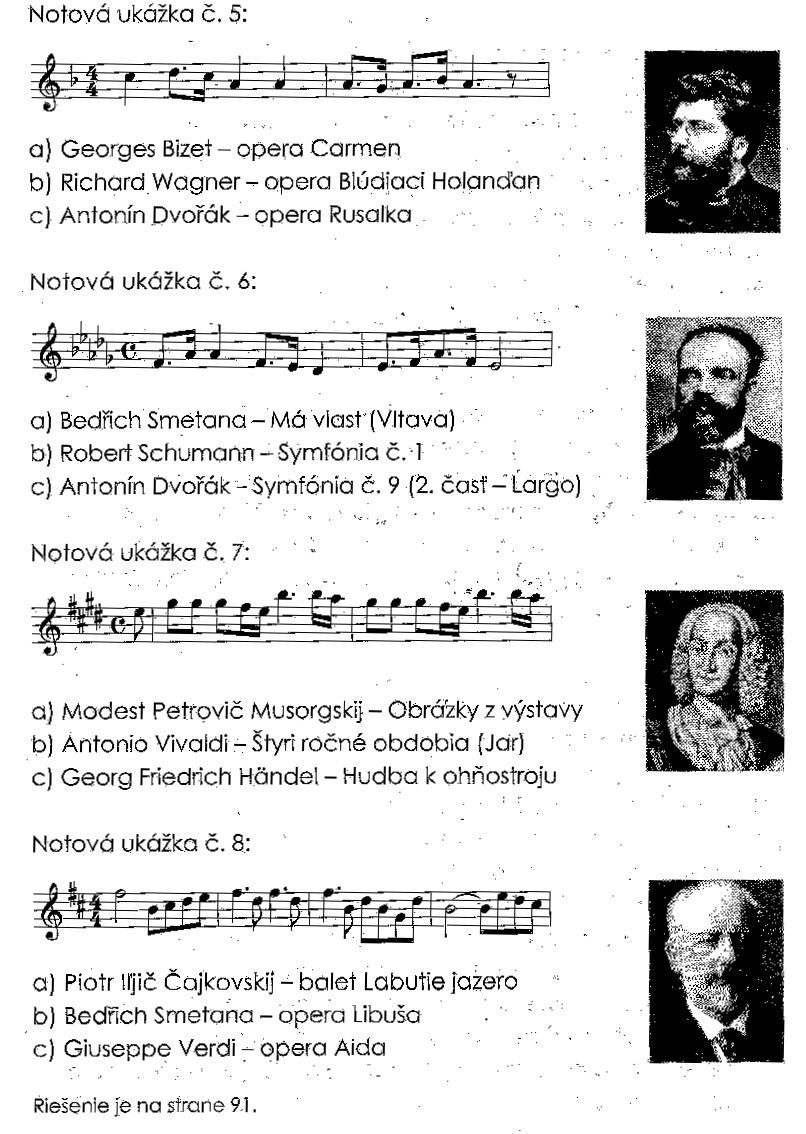 Notová ukážka č. 5:
a) Georges Bizet – opera Carmen
b) Richard Wagner – opera Blúdiaci Holanďan
c) Antonín Dvořák – opera Rusalka
Notová ukážka č. 6:
a) Bedřich Smetana – Má vlasť (Vltava)
b) Robert Schumann – Symfónia č. 1
c) Antonín Dvořák – Symfónia č. 9 (2. časť – Largo)
Notová ukážka č. 7:
a) Modest Petrovič Musorgskij – Obrázky z výstavy
b) Antonio Vivaldi – Štyri ročné obdobia (Jar)
c) Georg Friedrich Händel – Hudba k ohňostroju
Notová ukážka č. 8:
a) Piotr Iľjič Čajkovskij – balet Labutie jazero
b) Bedřich Smetana – opera Libuša
c) Giuseppe Verdi – opera Aida
Riešenie je na strane 91.